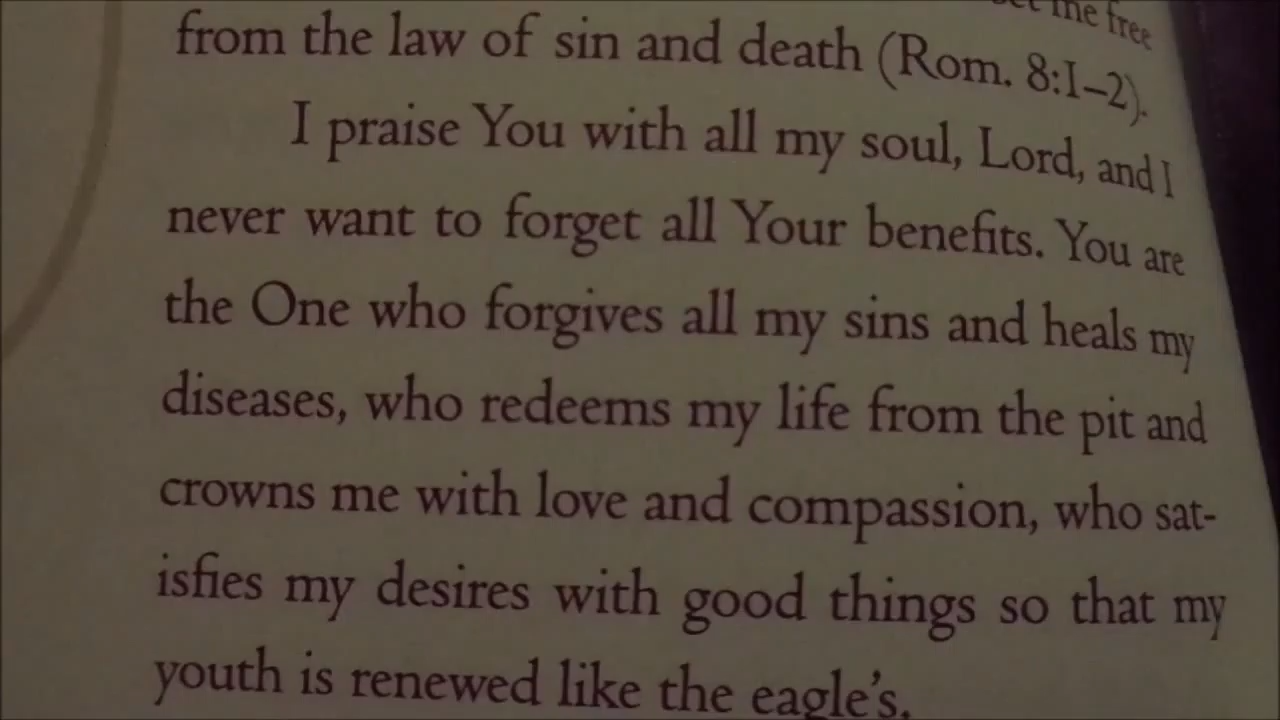 me free
from the law of sin and death (Rom. 8:1–2).
I praise You with all my soul, Lord, and I
never want to forget all Your benefits. You are
the One who forgives all my sins and heals my
diseases, who redeems my life from the pit and
crowns me with love and compassion, who sat-
isfies my desires with good things so that my
youth is renewed like the eagle’s.